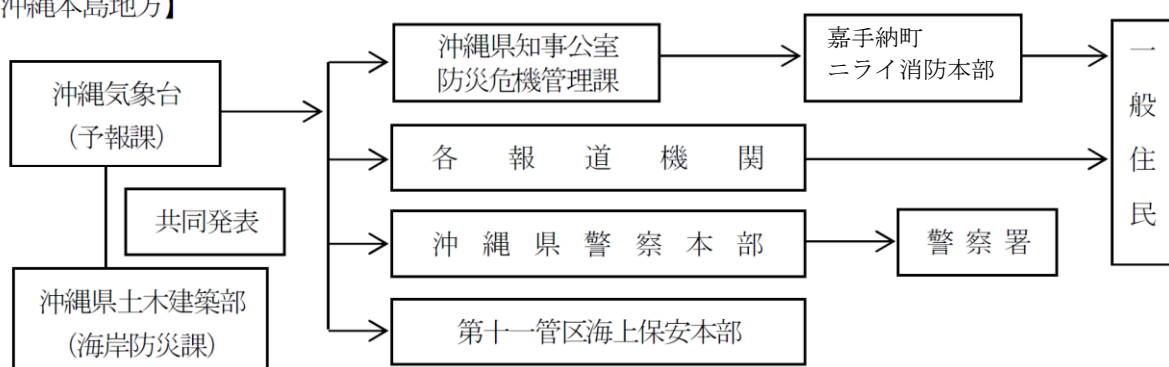 沖縄本島地方】
沖縄気象台
(予報課)
共同発表
沖縄県土木建築部
(海岸防災課)
沖縄県知事公室
防災危機管理課
嘉手納町
ニライ消防本部
各報道機関
沖縄県警察本部
警察署
第十一管区海上保安本部
一般住民